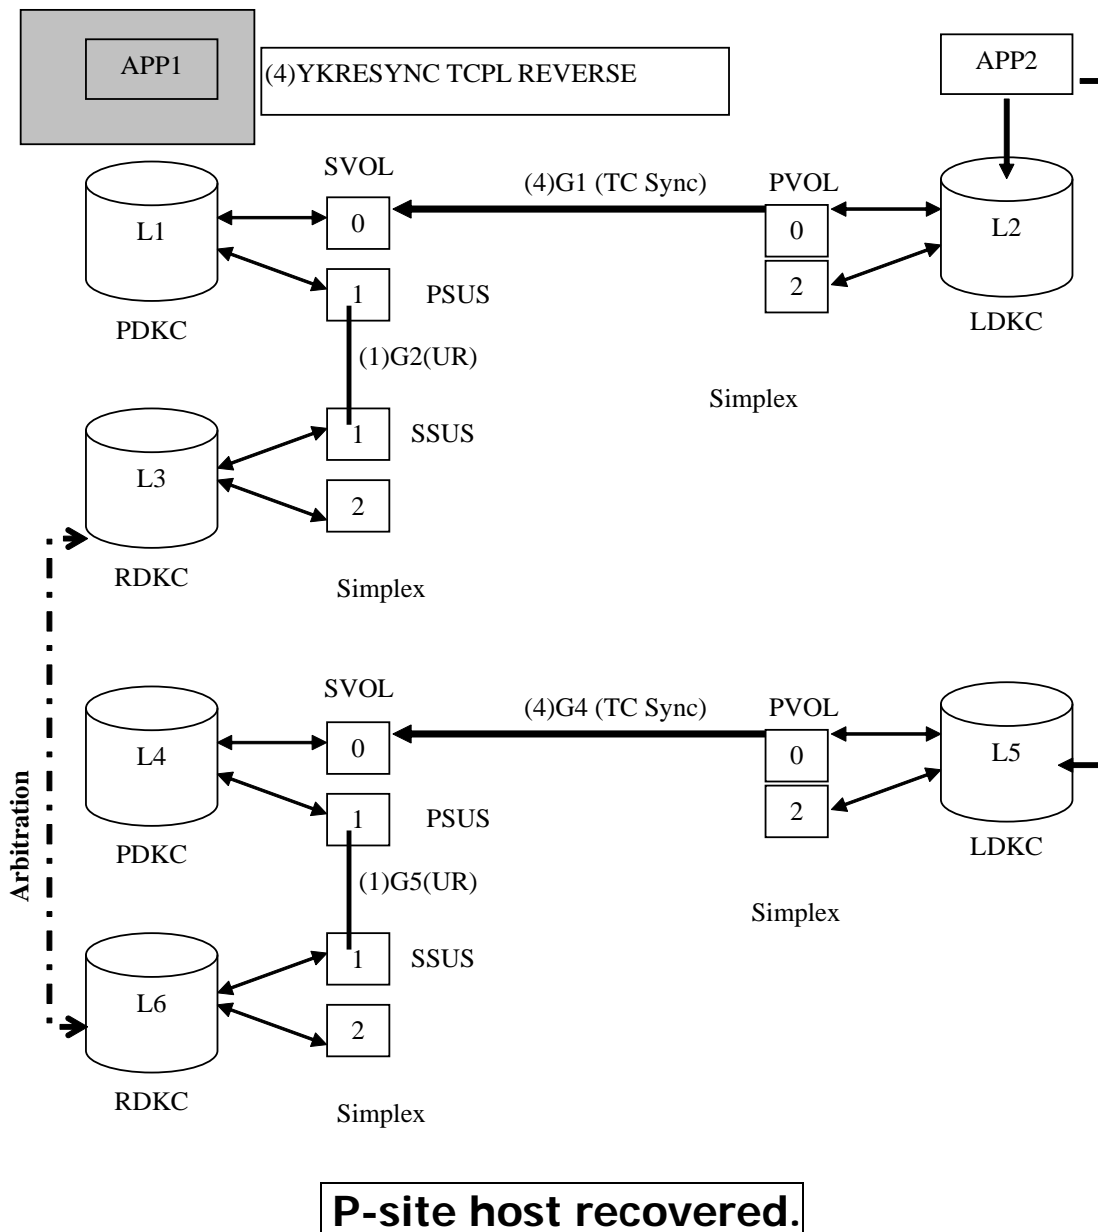 APP1
(4)YKRESYNC TCPL REVERSE
APP2
SVOL
(4)G1 (TC Sync)
PVOL
L1
0
0
L2
1
PSUS
2
PDKC
LDKC
(1)G2(UR)
Simplex
1
SSUS
L3
2
RDKC
Simplex
SVOL
(4)G4 (TC Sync)
PVOL
L4
0
0
L5
1
PSUS
2
PDKC
LDKC
Arbitration
(1)G5(UR)
Simplex
1
SSUS
L6
2
RDKC
Simplex
P-site host recovered.